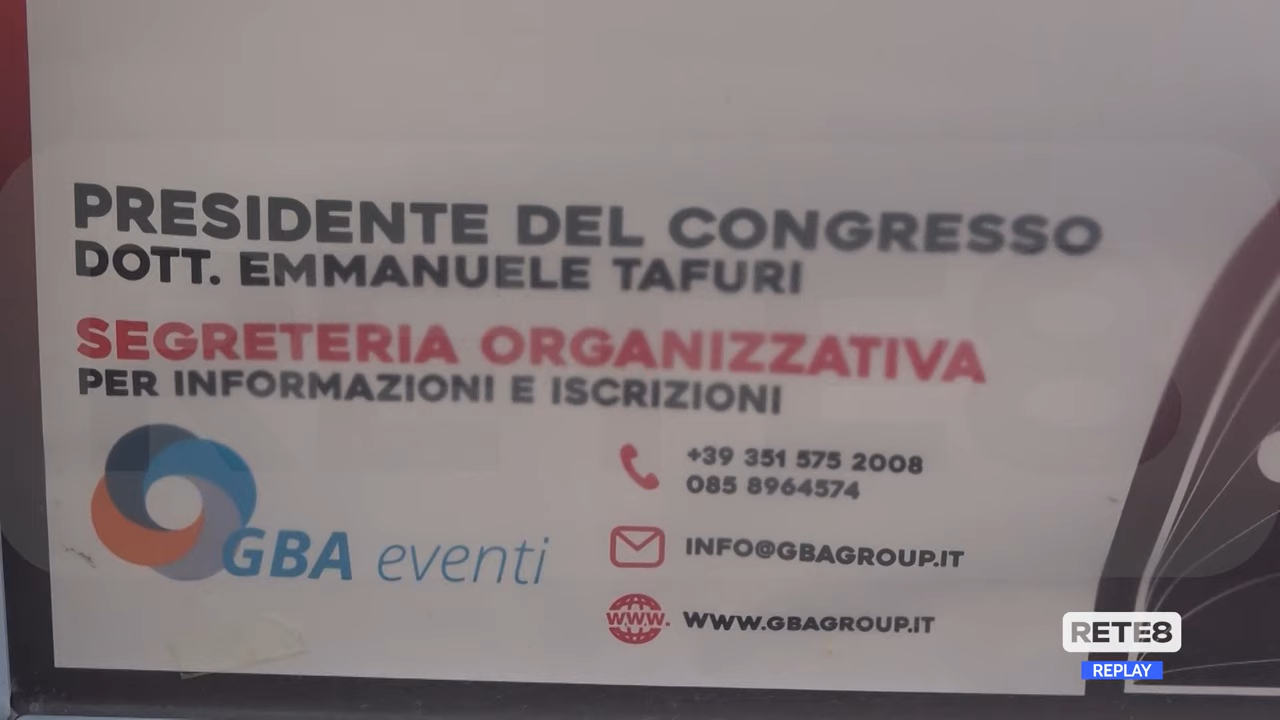 PRESIDENTE DEL CONGRESSO
DOTT. EMMANUELE TAFURI
SEGRETERIA ORGANIZZATIVA
PER INFORMAZIONI E ISCRIZIONI
GBA eventi
+39 351 575 2008
085 8964574
INFO@GBAGROUP.IT
WWW.
WWW.GBAGROUP.IT
RETE8
REPLAY